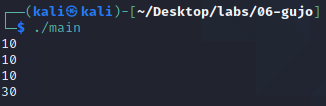 ┌──(kali㉿kali)-[~/Desktop/labs/06-gujo]
└─$ ./main
10
10
10
30